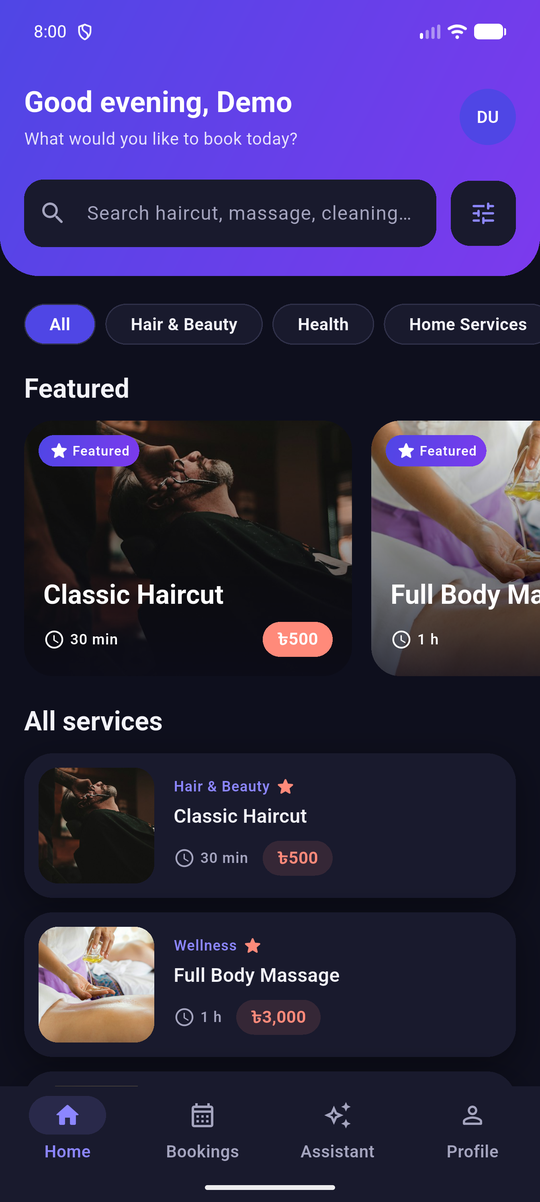 8:00
Good evening, Demo
DU
What would you like to book today?
Search haircut, massage, cleaning…
All
Hair & Beauty
Health
Home Services
Featured
Featured
Featured
Classic Haircut
Full Body Ma
30 min
৳500
1 h
All services
Hair & Beauty
Classic Haircut
30 min
৳500
Wellness
Full Body Massage
1 h
৳3,000
Home
Bookings
Assistant
Profile